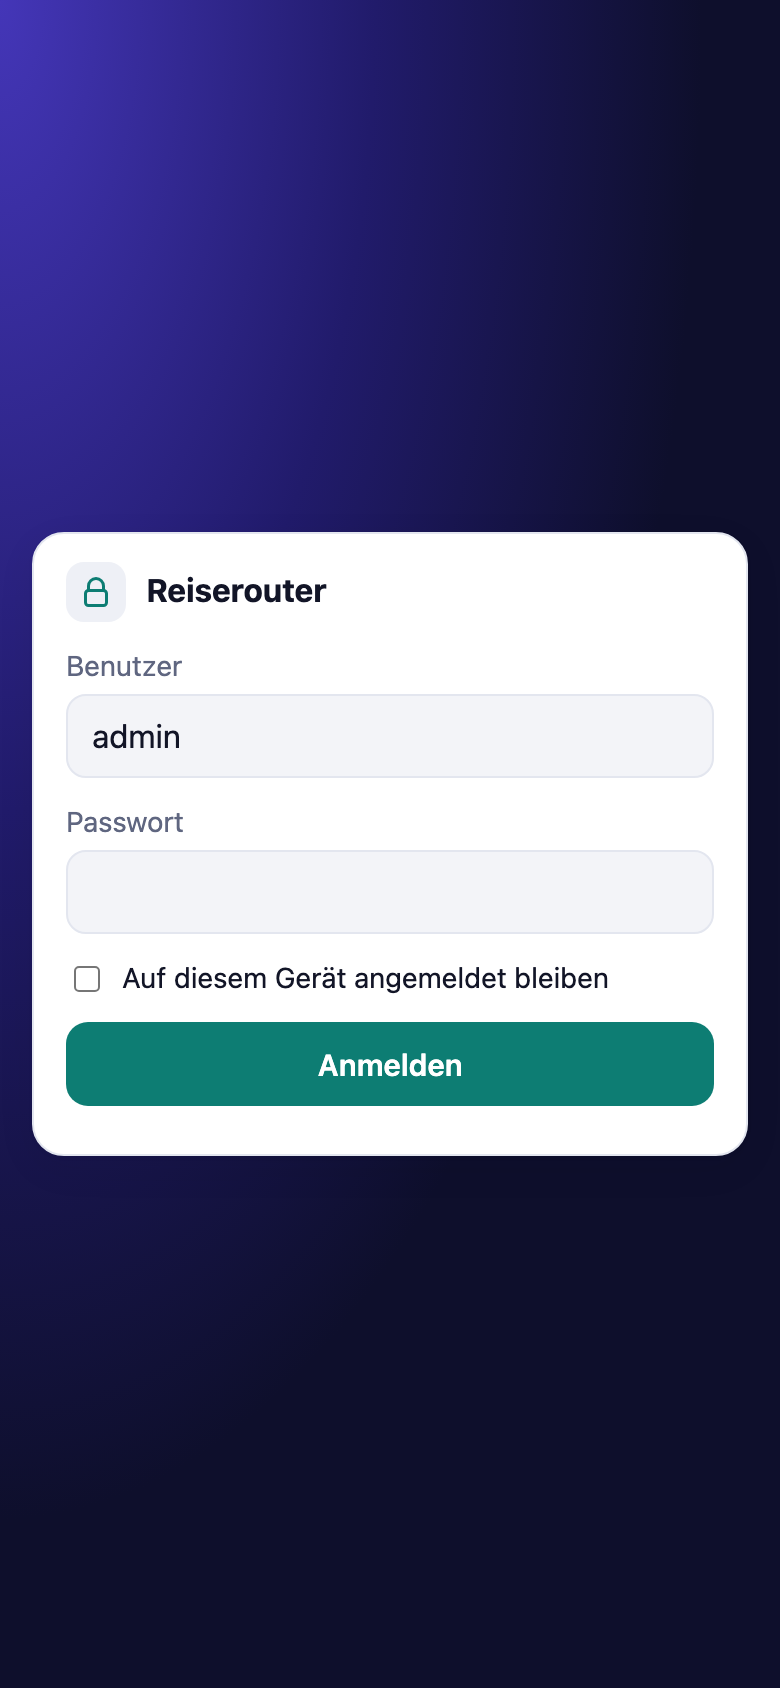 Reiserouter
Benutzer
admin
Passwort
Auf diesem Gerät angemeldet bleiben
Anmelden